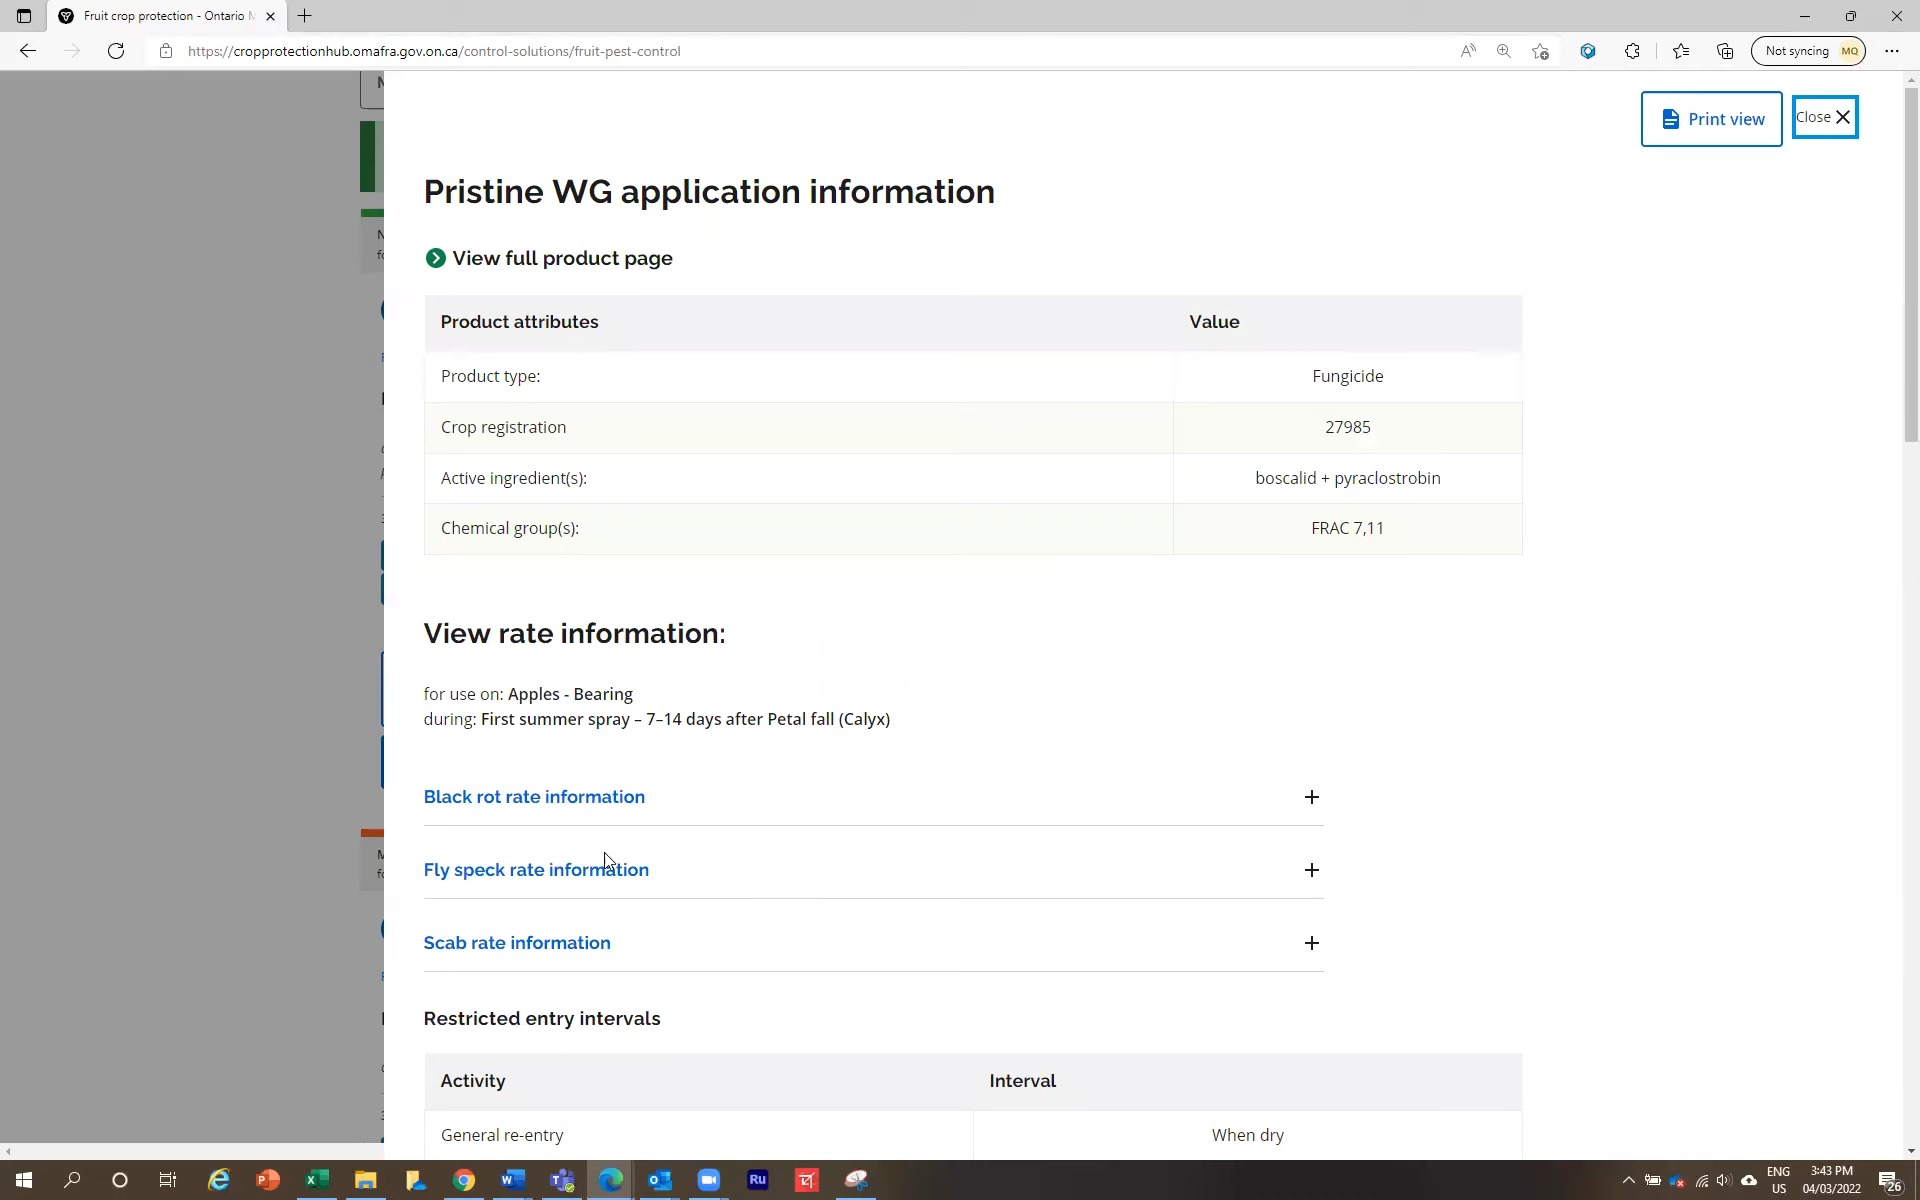 Fruit crop protection - Ontario M
https://cropprotectionhub.omafra.gov.on.ca/control-solutions/fruit-pest-control
Not syncing MQ
Print view
Close
Pristine WG application information
View full product page
Product attributes Value
Product type: Fungicide
Crop registration 27985
Active ingredient(s): boscalid + pyraclostrobin
Chemical group(s): FRAC 7,11
View rate information:
for use on: Apples - Bearing
during: First summer spray – 7–14 days after Petal fall (Calyx)
Black rot rate information
Fly speck rate information
Scab rate information
Restricted entry intervals
Activity Interval
General re-entry When dry
Ru
ENG
US
3:43 PM
04/03/2022
26